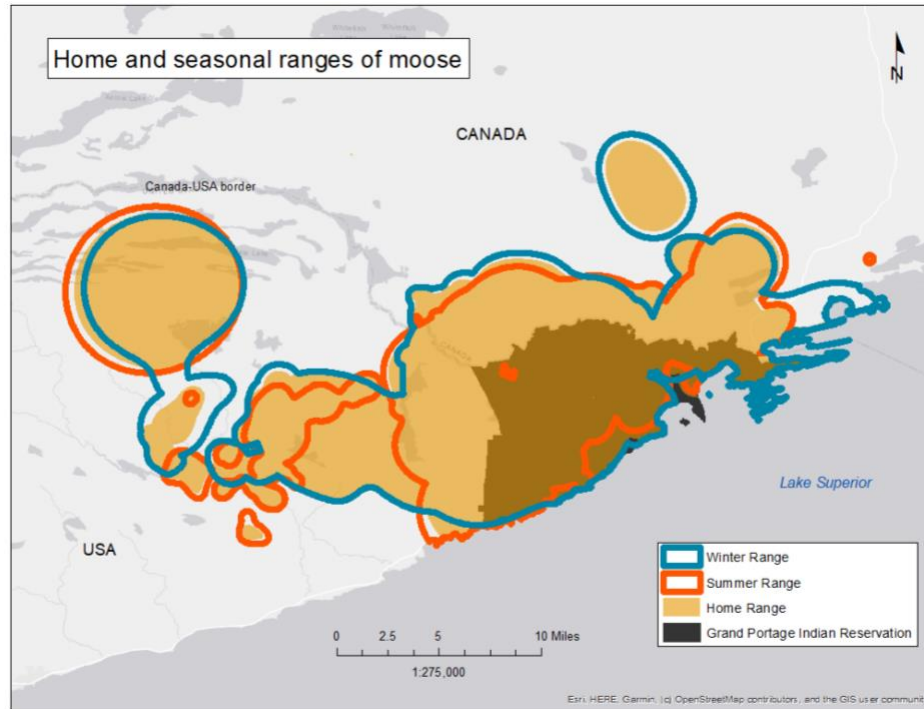 Home and seasonal ranges of moose
N
CANADA
Canada-USA border
CANADA
Lake Superior
USA
Winter Range
Summer Range
Home Range
Grand Portage Indian Reservation
0 2.5 5 10 Miles
1:275,000
Esri, HERE, Garmin, (c) OpenStreetMap contributors, and the GIS user communit